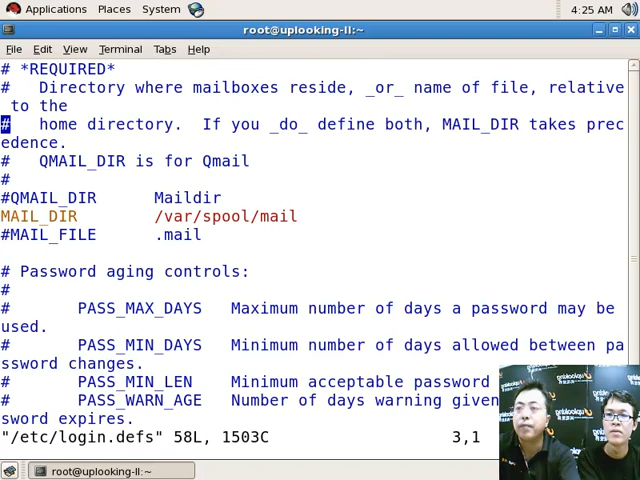 Applications Places System 4:25 AM
root@uplooking-II:~
File Edit View Terminal Tabs Help
# *REQUIRED*
#   Directory where mailboxes reside, _or_ name of file, relative
 to the
#   home directory.  If you _do_ define both, MAIL_DIR takes prec
edence.
#   QMAIL_DIR is for Qmail
#
#QMAIL_DIR      Maildir
MAIL_DIR        /var/spool/mail
#MAIL_FILE      .mail
# Password aging controls:
#
#       PASS_MAX_DAYS   Maximum number of days a password may be
used.
#       PASS_MIN_DAYS   Minimum number of days allowed between pa
ssword changes.
#       PASS_MIN_LEN    Minimum acceptable password
#       PASS_WARN_AGE   Number of days warning given
sword expires.
"/etc/login.defs" 58L, 1503C 3,1
uplooking
root@uplooking-II:~